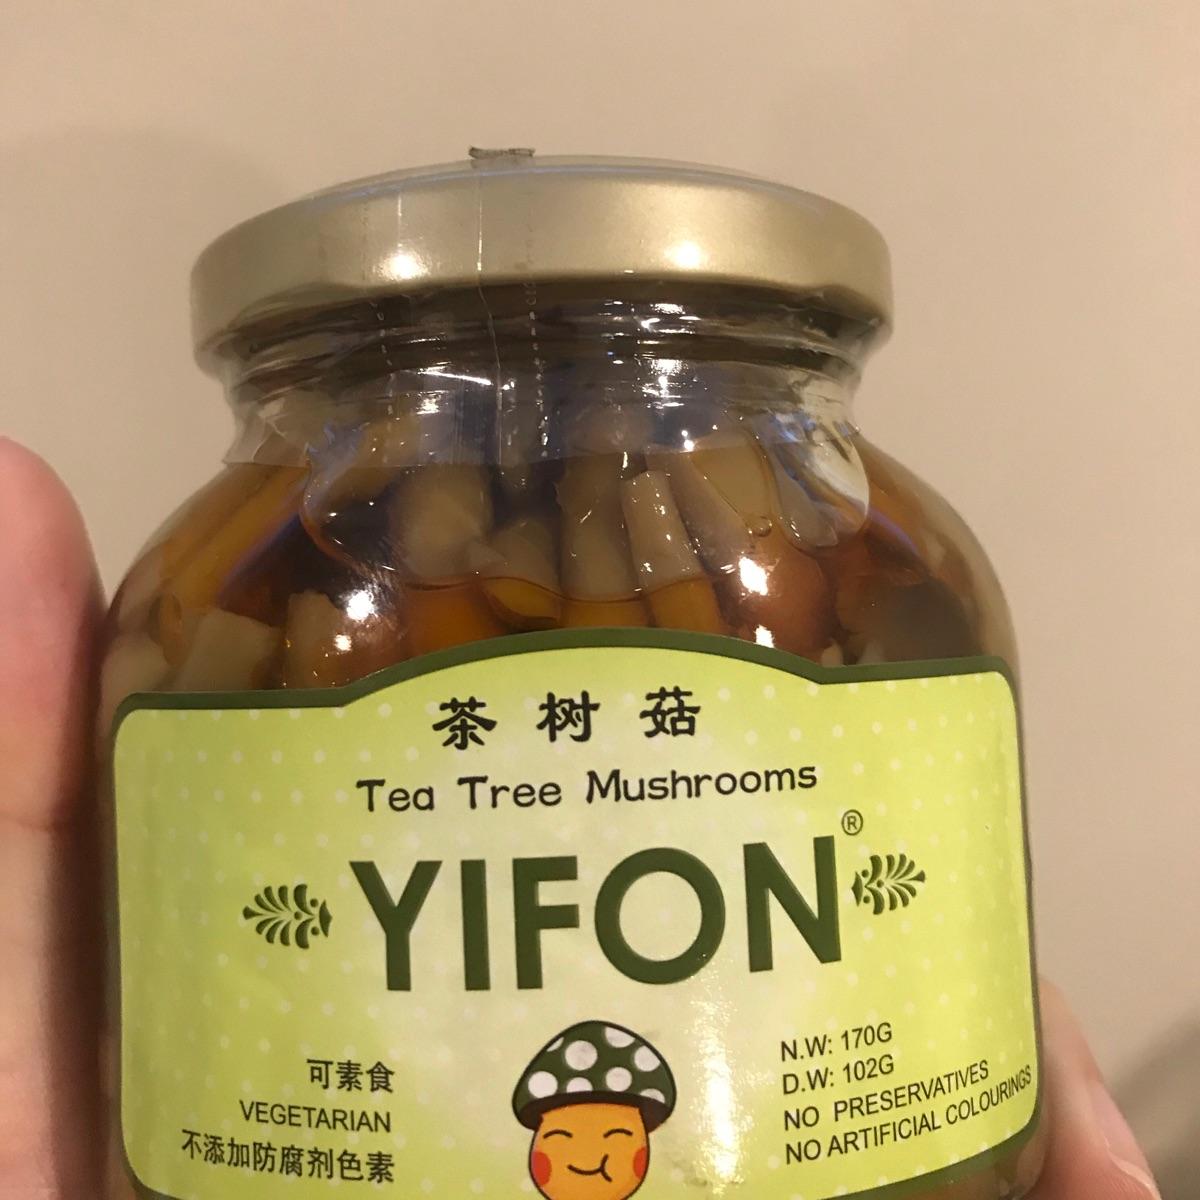 茶树菇
Tea Tree Mushrooms
YIFON®
可素食
VEGETARIAN
不添加防腐剂色素
N.W: 170G
D.W: 102G
NO PRESERVATIVES
NO ARTIFICIAL COLOURINGS